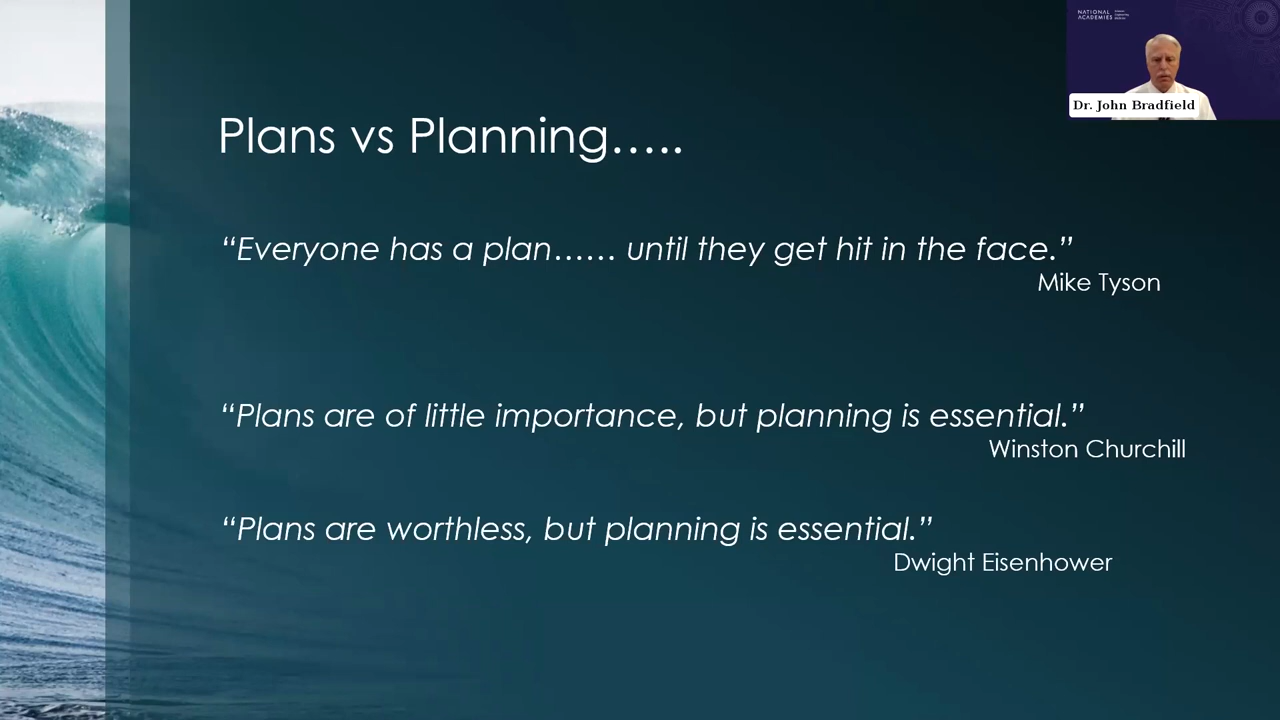 NATIONAL
ACADEMIES
Dr. John Bradfield
Plans vs Planning.....
“Everyone has a plan...... until they get hit in the face.”
Mike Tyson
“Plans are of little importance, but planning is essential.”
Winston Churchill
“Plans are worthless, but planning is essential.”
Dwight Eisenhower